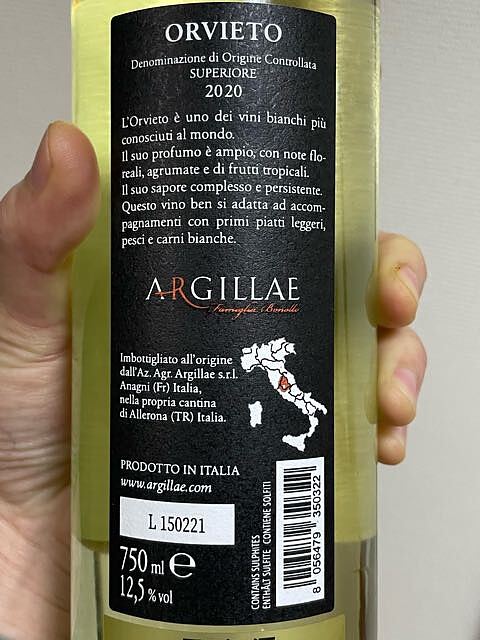 ORVIETO
Denominazione di Origine Controllata
SUPERIORE
2020
L'Orvieto è uno dei vini bianchi più
conosciuti al mondo.
Il suo profumo è ampio, con note flo-
reali, agrumate e di frutti tropicali.
Il suo sapore complesso e persistente.
Questo vino ben si adatta ad accom-
pagnamenti con primi piatti leggeri,
pesci e carni bianche.
ARGILLAE
Famiglia Bonollo
Imbottigliato all'origine
dall'Az. Agr. Argillae s.r.l.
Anagni (Fr) Italia,
nella propria cantina
di Allerona (TR) Italia.
PRODOTTO IN ITALIA
www.argillae.com
L 150221
750 ml e
12,5 % vol
CONTAINS SULPHITES
ENTHÄLT SULFITE CONTIENE SOLFITI
8 056479 350322